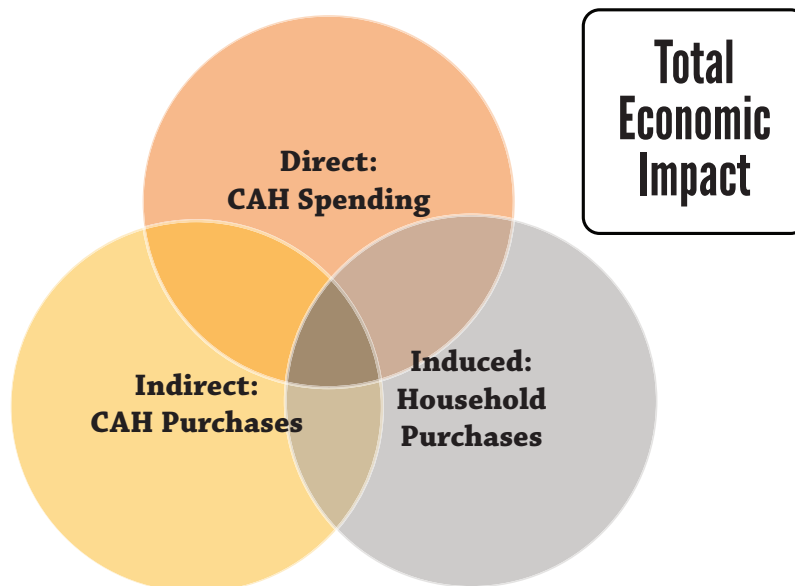 Total
Economic
Impact
Direct:
CAH Spending
Indirect:
CAH Purchases
Induced:
Household
Purchases